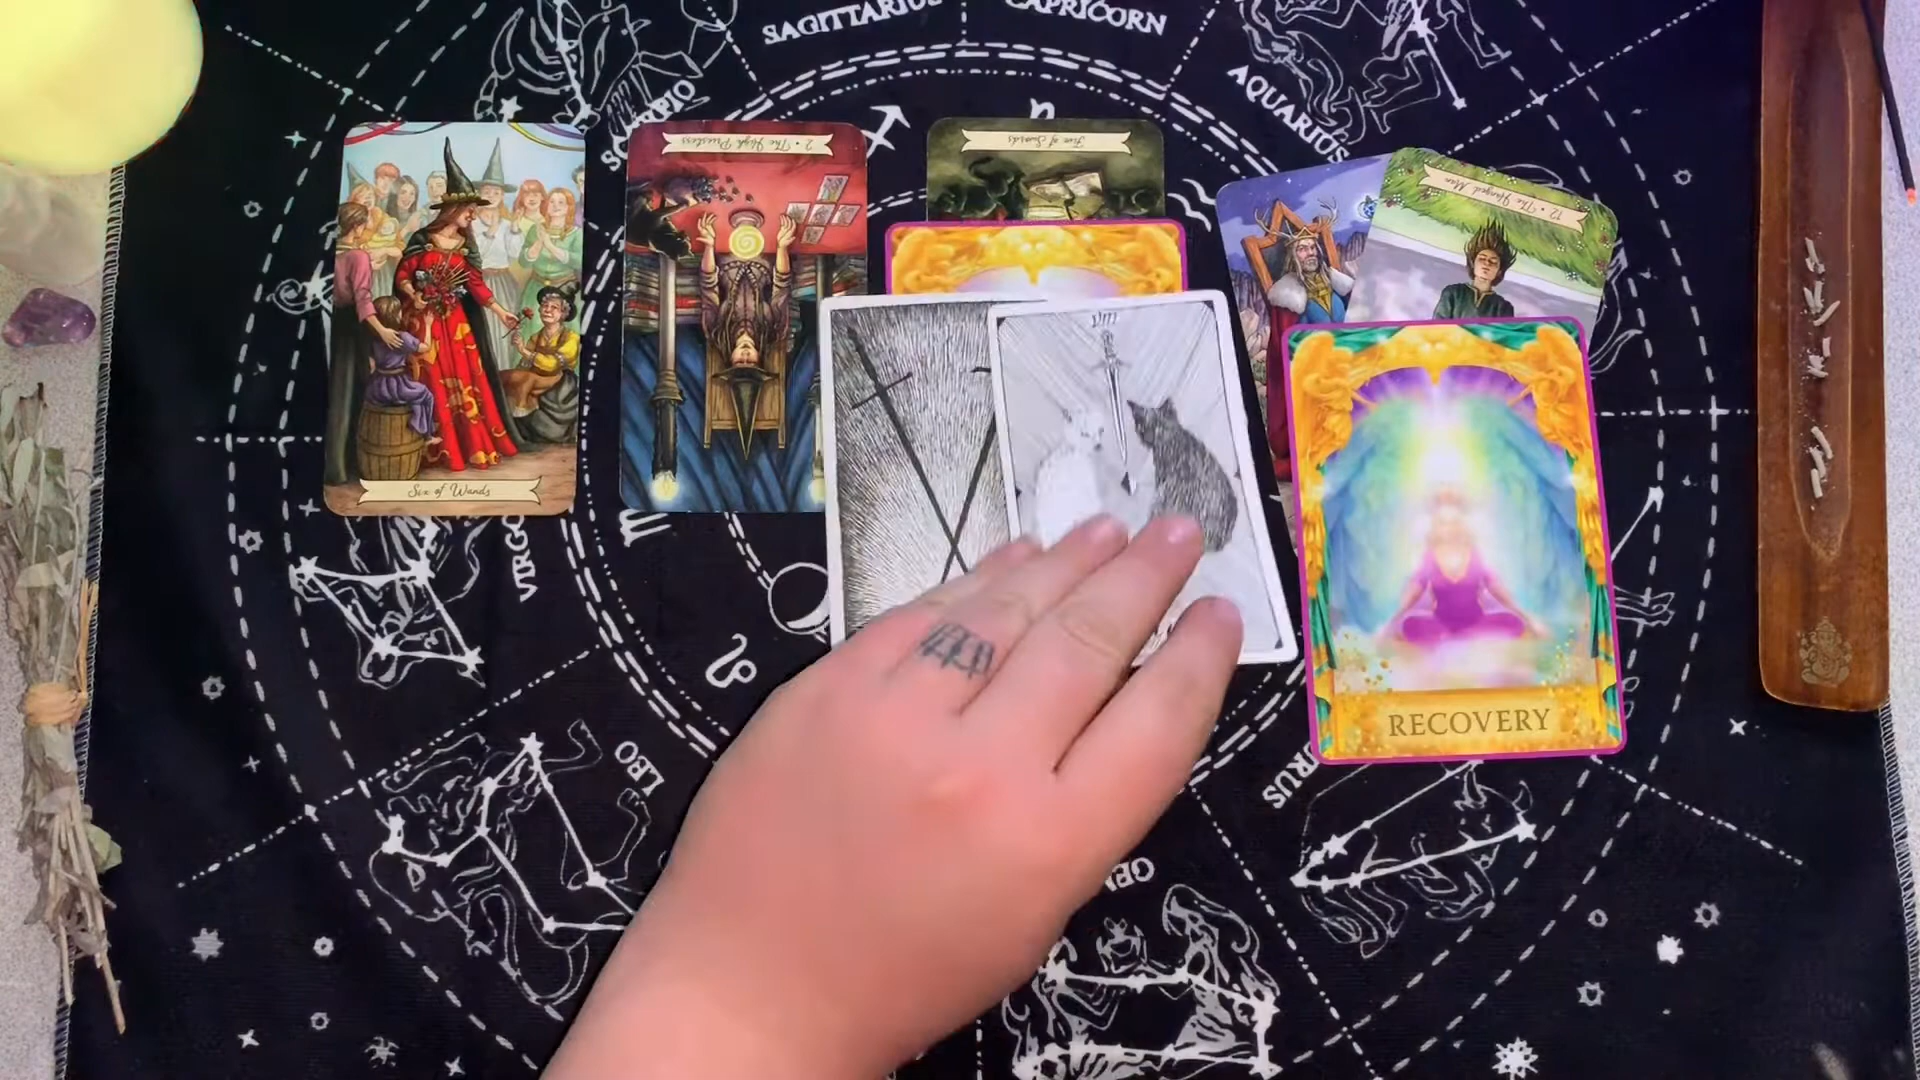 SAGITTARIUS
CAPRICORN
SCORPIO
AQUARIUS
2 • The High Priestess
Five of Swords
12 • The Hanged Man
Six of Wands
VIRGO
LEO
RECOVERY